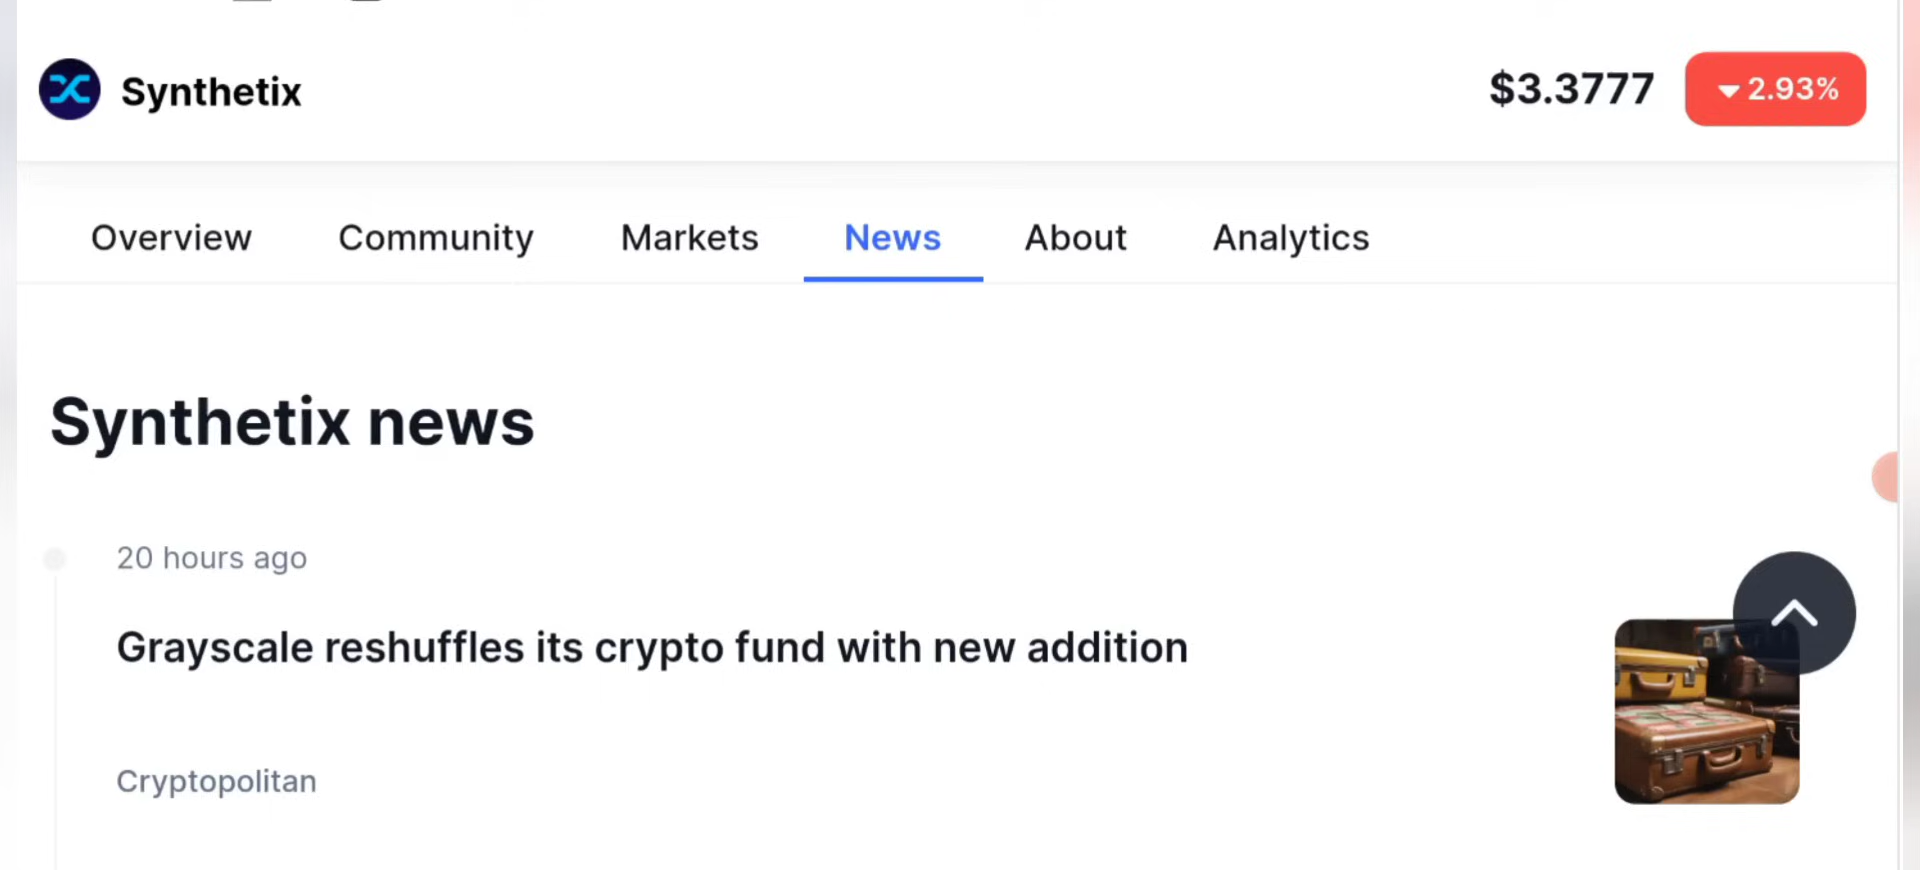 Synthetix
$3.3777
2.93%
Overview Community Markets News About Analytics
Synthetix news
20 hours ago
Grayscale reshuffles its crypto fund with new addition
Cryptopolitan